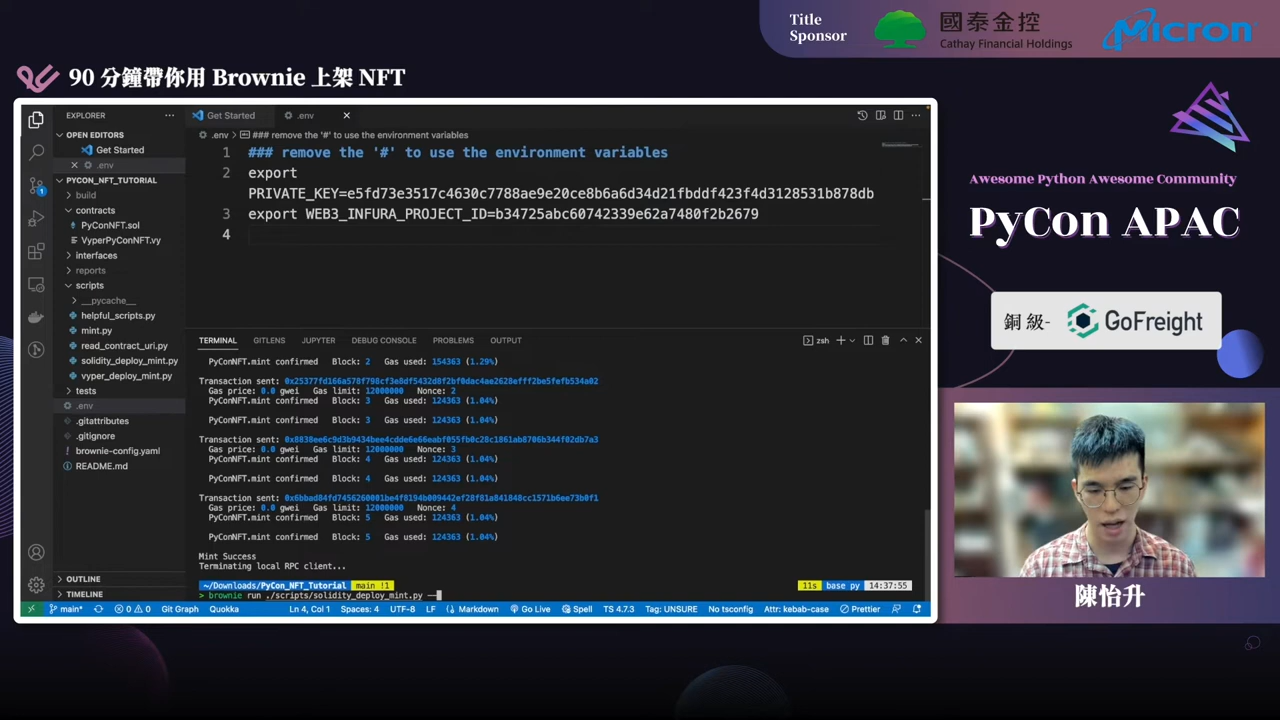 Title
Sponsor
國泰金控
Cathay Financial Holdings
Micron
90 分鐘帶你用 Brownie 上架 NFT
EXPLORER
Get Started
.env
OPEN EDITORS
Get Started
.env
PYCON_NFT_TUTORIAL
build
contracts
PyConNFT.sol
VyperPyConNFT.vy
interfaces
reports
scripts
__pycache__
helpful_scripts.py
mint.py
read_contract_uri.py
solidity_deploy_mint.py
vyper_deploy_mint.py
tests
.env
.gitattributes
.gitignore
brownie-config.yaml
README.md
OUTLINE
TIMELINE
.env > ### remove the '#' to use the environment variables
1 ### remove the '#' to use the environment variables
2 export
PRIVATE_KEY=e5fd73e3517c4630c7788ae9e20ce8b6a6d34d21fbddf423f4d3128531b878db
3 export WEB3_INFURA_PROJECT_ID=b34725abc60742339e62a7480f2b2679
4
TERMINAL GITLENS JUPYTER DEBUG CONSOLE PROBLEMS OUTPUT
zsh
PyConNFT.mint confirmed Block: 2 Gas used: 154363 (1.29%)
Transaction sent: 0x25377fd166a578f798cf3e8df5432d8f2bf0dac4ae2628efff2be5fefb534a02
Gas price: 0.0 gwei Gas limit: 12000000 Nonce: 2
PyConNFT.mint confirmed Block: 3 Gas used: 124363 (1.04%)
PyConNFT.mint confirmed Block: 3 Gas used: 124363 (1.04%)
Transaction sent: 0x8838ee6c9d3b9434bee4cdde6e66eabf055fb0c28c1861ab8706b344f02db7a3
Gas price: 0.0 gwei Gas limit: 12000000 Nonce: 3
PyConNFT.mint confirmed Block: 4 Gas used: 124363 (1.04%)
PyConNFT.mint confirmed Block: 4 Gas used: 124363 (1.04%)
Transaction sent: 0x6bbad84fd7456260001be4f8194b009442ef28f81a841848cc1571b6ee73b0f1
Gas price: 0.0 gwei Gas limit: 12000000 Nonce: 4
PyConNFT.mint confirmed Block: 5 Gas used: 124363 (1.04%)
PyConNFT.mint confirmed Block: 5 Gas used: 124363 (1.04%)
Mint Success
Terminating local RPC client...
~/Downloads/PyCon_NFT_Tutorial main !1 11s base py 14:37:55
> brownie run ./scripts/solidity_deploy_mint.py —
main* 0 0 Git Graph Quokka Ln 4, Col 1 Spaces: 4 UTF-8 LF Markdown Go Live Spell TS 4.7.3 Tag: UNSURE No tsconfig Attr: kebab-case Prettier
Awesome Python Awesome Community
PyCon APAC
銅級- GoFreight
陳怡升